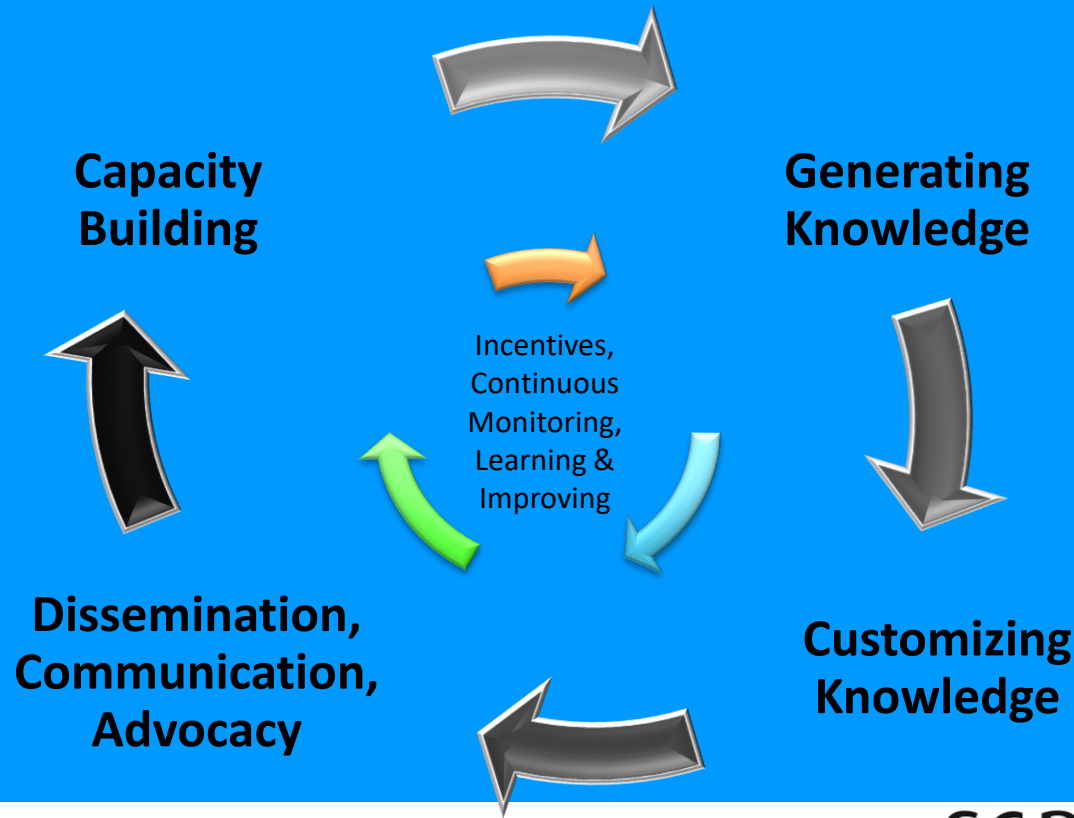 Capacity
Building
Generating
Knowledge
Incentives,
Continuous
Monitoring,
Learning &
Improving
Dissemination,
Communication,
Advocacy
Customizing
Knowledge